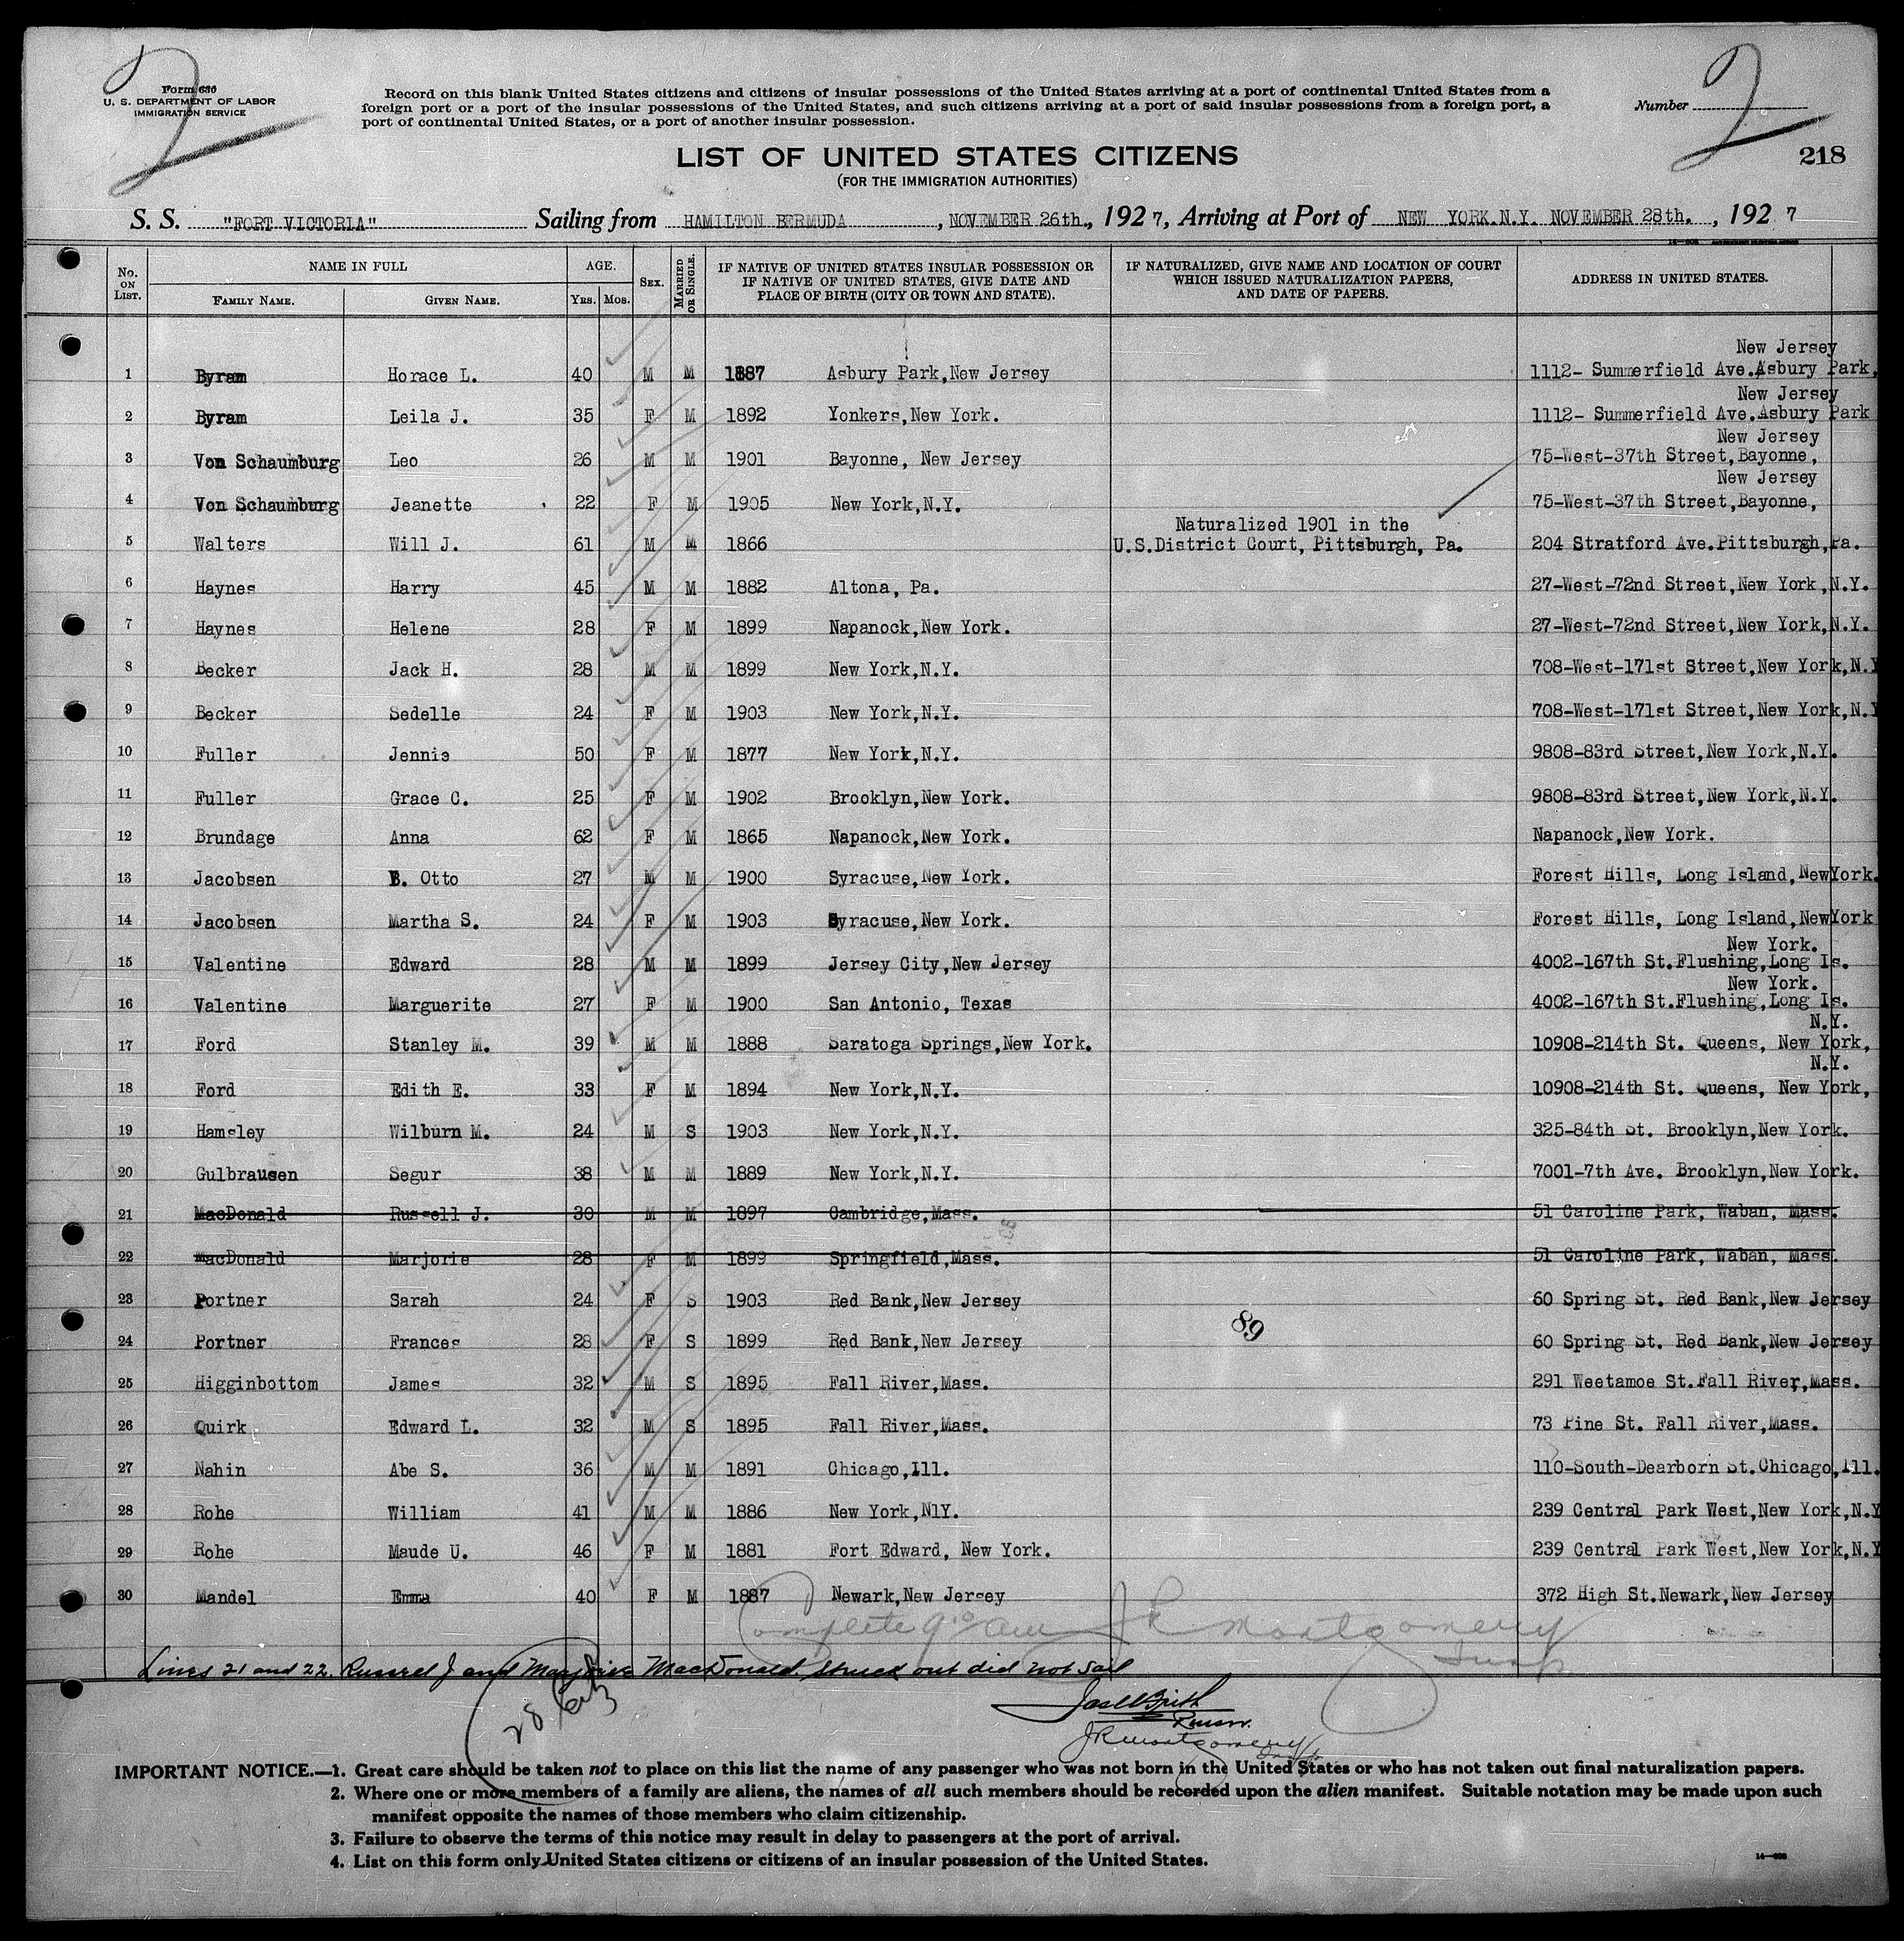 2
2
Form 630
U. S. DEPARTMENT OF LABOR
IMMIGRATION SERVICE
Record on this blank United States citizens and citizens of insular possessions of the United States arriving at a port of continental United States from a
foreign port or a port of the insular possessions of the United States, and such citizens arriving at a port of said insular possessions from a foreign port, a
port of continental United States, or a port of another insular possession.
Number
LIST OF UNITED STATES CITIZENS
(FOR THE IMMIGRATION AUTHORITIES)
218
S. S. "FORT VICTORIA" Sailing from HAMILTON BERMUDA, NOVEMBER 26th., 1927, Arriving at Port of NEW YORK.N.Y. NOVEMBER 28th., 1927
No. ON LIST. NAME IN FULL AGE. SEX. MARRIED OR SINGLE. IF NATIVE OF UNITED STATES INSULAR POSSESSION OR IF NATIVE OF UNITED STATES, GIVE DATE AND PLACE OF BIRTH (CITY OR TOWN AND STATE). IF NATURALIZED, GIVE NAME AND LOCATION OF COURT WHICH ISSUED NATURALIZATION PAPERS, AND DATE OF PAPERS. ADDRESS IN UNITED STATES.
FAMILY NAME. GIVEN NAME. YRS. MOS.
New Jersey
1 Byram Horace L. 40 M M 1887 Asbury Park,New Jersey 1112- Summerfield Ave.Asbury Park,
New Jersey
2 Byram Leila J. 35 F M 1892 Yonkers,New York. 1112- Summerfield Ave.Asbury Park
New Jersey
3 Von Schaumburg Leo 26 M M 1901 Bayonne, New Jersey 75-West-37th Street,Bayonne,
New Jersey
4 Von Schaumburg Jeanette 22 F M 1905 New York,N.Y. 75-West-37th Street,Bayonne,
Naturalized 1901 in the
5 Walters Will J. 61 M M 1866 U.S.District Court, Pittsburgh, Pa. 204 Stratford Ave.Pittsburgh,Pa.
6 Haynes Harry 45 M M 1882 Altona, Pa. 27-West-72nd Street,New York,N.Y.
7 Haynes Helene 28 F M 1899 Napanock,New York. 27-West-72nd Street,New York,N.Y.
8 Becker Jack H. 28 M M 1899 New York,N.Y. 708-West-171st Street,New York,N.Y
9 Becker Sedelle 24 F M 1903 New York,N.Y. 708-West-171st Street,New York,N.Y
10 Fuller Jennie 50 F M 1877 New York,N.Y. 9808-83rd Street,New York,N.Y.
11 Fuller Grace C. 25 F M 1902 Brooklyn,New York. 9808-83rd Street,New York,N.Y.
12 Brundage Anna 62 F M 1865 Napanock,New York. Napanock,New York.
13 Jacobsen E. Otto 27 M M 1900 Syracuse,New York. Forest Hills, Long Island,NewYork.
14 Jacobsen Martha S. 24 F M 1903 Syracuse,New York. Forest Hills, Long Island,NewYork
New York.
15 Valentine Edward 28 M M 1899 Jersey City,New Jersey 4002-167th St.Flushing,Long Is.
New York.
16 Valentine Marguerite 27 F M 1900 San Antonio, Texas 4002-167th St.Flushing,Long Is.
N.Y.
17 Ford Stanley M. 39 M M 1888 Saratoga Springs,New York. 10908-214th St. Queens, New York,
N.Y.
18 Ford Edith E. 33 F M 1894 New York,N.Y. 10908-214th St. Queens, New York,
19 Hamsley Wilburn M. 24 M S 1903 New York,N.Y. 325-84th St. Brooklyn,New York.
20 Gulbrausen Segur 38 M M 1889 New York,N.Y. 7001-7th Ave. Brooklyn,New York.
21 MacDonald Russell J. 30 M M 1897 Cambridge,Mass. 51 Caroline Park, Waban, Mass.
22 MacDonald Marjorie 28 F M 1899 Springfield,Mass. 51 Caroline Park, Waban, Mass.
23 Portner Sarah 24 F S 1903 Red Bank,New Jersey 60 Spring St. Red Bank,New Jersey
24 Portner Frances 28 F S 1899 Red Bank,New Jersey 60 Spring St. Red Bank,New Jersey
89
25 Higginbottom James 32 M S 1895 Fall River,Mass. 291 Weetamoe St.Fall River,Mass.
26 Quirk Edward L. 32 M S 1895 Fall River,Mass. 73 Pine St. Fall River,Mass.
27 Nahin Abe S. 36 M M 1891 Chicago,Ill. 110-South-Dearborn St.Chicago,Ill.
28 Rohe William 41 M M 1886 New York,NlY. 239 Central Park West,New York,N.Y
29 Rohe Maude U. 46 F M 1881 Fort Edward, New York. 239 Central Park West,New York,N.Y
30 Mandel Emma 40 F M 1887 Newark,New Jersey 372 High St.Newark,New Jersey
Complete 9 10 am J R Montgomery
Insp
Lines 21 and 22. Russel J and Marjorie MacDonald struck out did not sail
28
Purser.
J R Montgomery
IMPORTANT NOTICE.—1. Great care should be taken not to place on this list the name of any passenger who was not born in the United States or who has not taken out final naturalization papers.
2. Where one or more members of a family are aliens, the names of all such members should be recorded upon the alien manifest. Suitable notation may be made upon such
manifest opposite the names of those members who claim citizenship.
3. Failure to observe the terms of this notice may result in delay to passengers at the port of arrival.
4. List on this form only United States citizens or citizens of an insular possession of the United States.